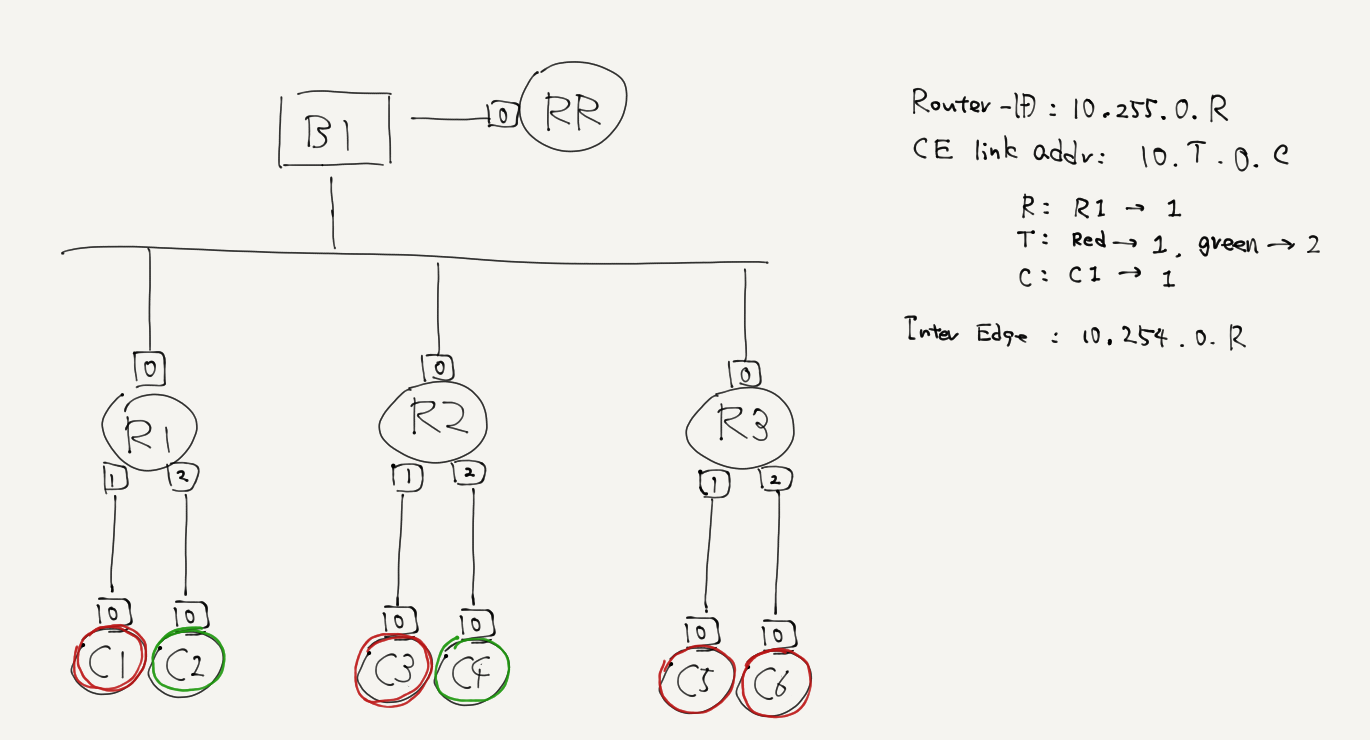 B1
0
RR
Router-ID : 10.255.0.R
CE link addr: 10.T.0.C
R: R1 → 1
T: Red → 1, green → 2
C: C1 → 1
Inter Edge : 10.254.0.R
0
0
0
R1
R2
R3
1 2
1 2
1 2
0 0
0 0
0 0
C1 C2
C3 C4
C5 C6